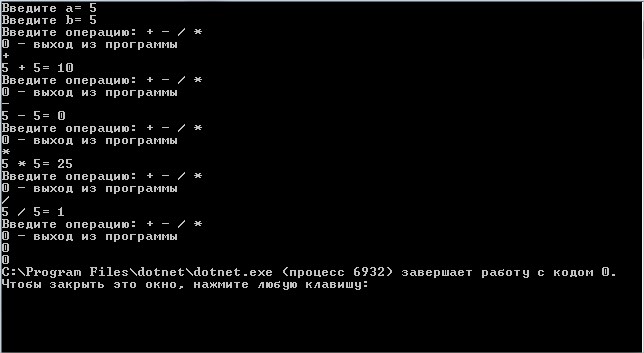 Введите a= 5
Введите b= 5
Введите операцию: + - / *
0 - выход из программы
+
5 + 5= 10
Введите операцию: + - / *
0 - выход из программы
-
5 - 5= 0
Введите операцию: + - / *
0 - выход из программы
*
5 * 5= 25
Введите операцию: + - / *
0 - выход из программы
/
5 / 5= 1
Введите операцию: + - / *
0 - выход из программы
0
0
C:\Program Files\dotnet\dotnet.exe (процесс 6932) завершает работу с кодом 0.
Чтобы закрыть это окно, нажмите любую клавишу: